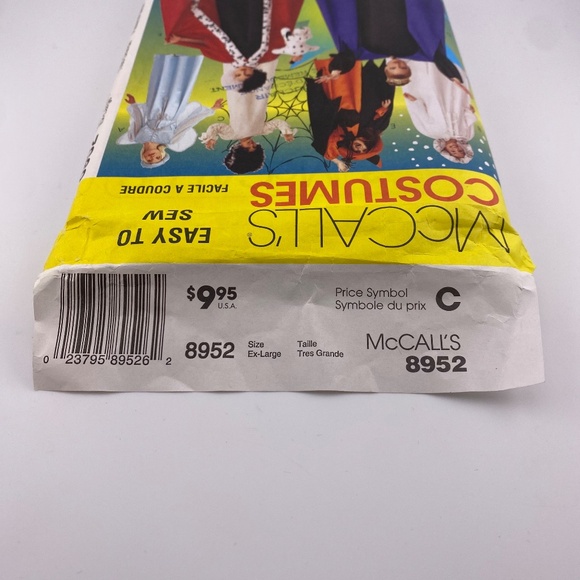 McCALL'S
COSTUMES
EASY TO
SEW
FACILE A COUDRE
$9.95
U.S.A.
Price Symbol
Symbole du prix
C
8952
Size
Ex-Large
Taille
Tres Grande
McCALL'S
8952
0 23795 89526 2